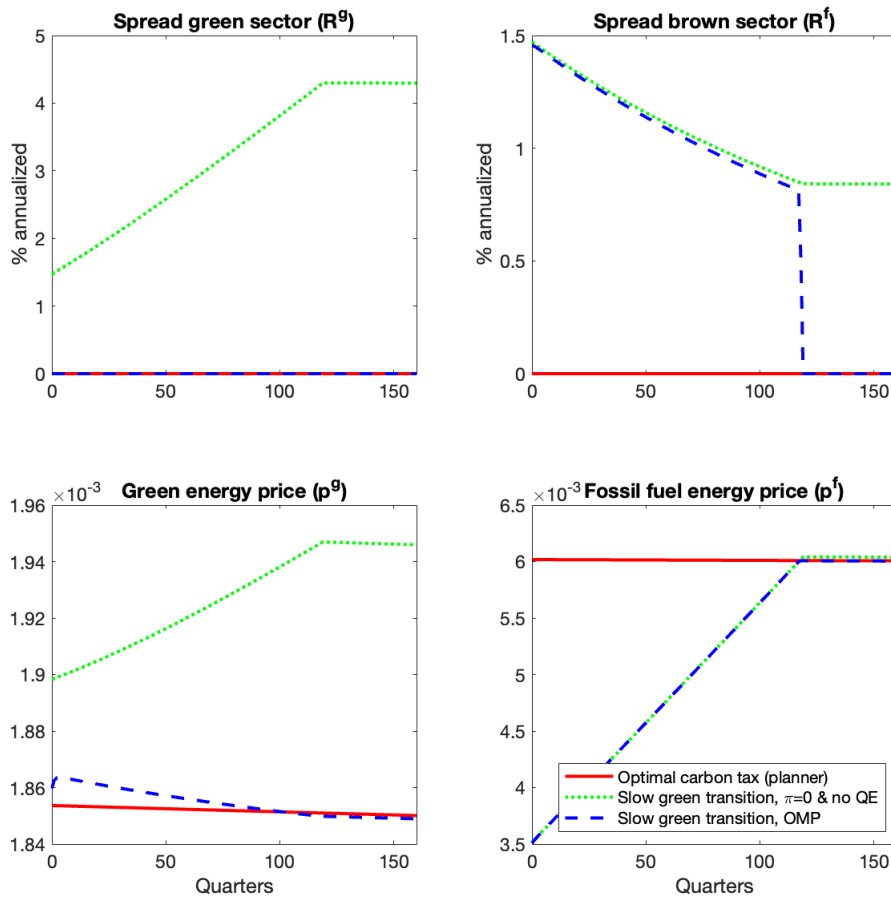 Spread green sector (R^g)
5
4
3
2
1
0
0 50 100 150
% annualized
Spread brown sector (R^f)
1.5
1
0.5
0
0 50 100 150
% annualized
Green energy price (p^g)
×10^-3
1.96
1.94
1.92
1.9
1.88
1.86
1.84
0 50 100 150
Quarters
Fossil fuel energy price (p^f)
×10^-3
6.5
6
5.5
5
4.5
4
3.5
0 50 100 150
Quarters
Optimal carbon tax (planner)
Slow green transition, π=0 & no QE
Slow green transition, OMP